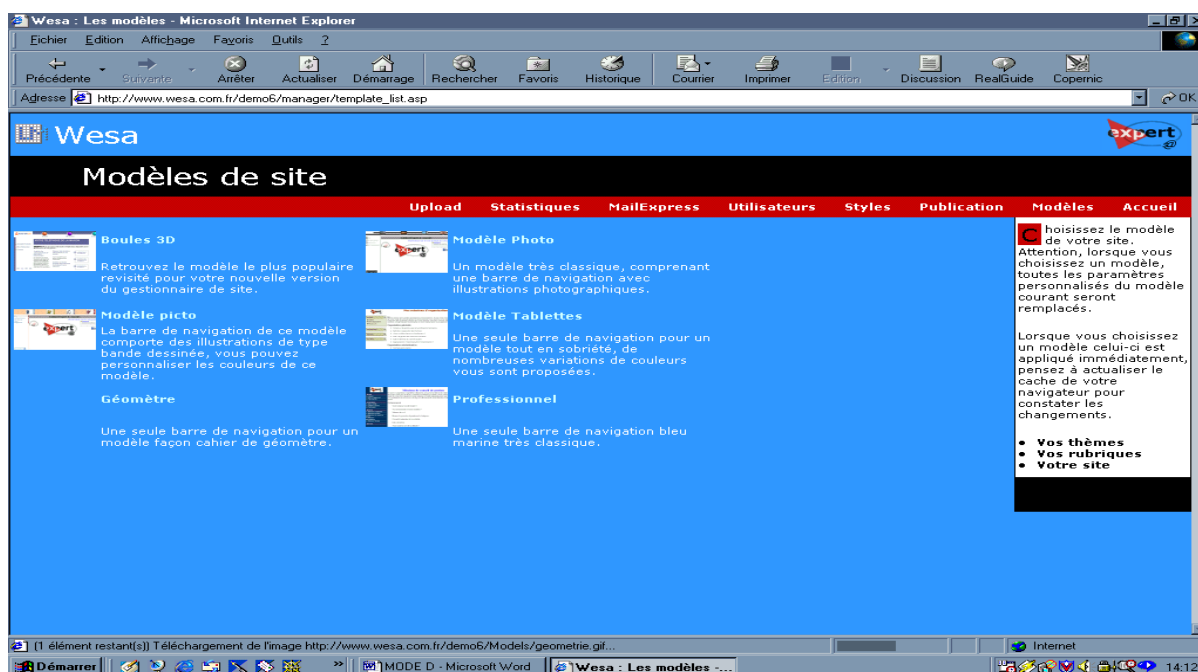 Wesa : Les modèles - Microsoft Internet Explorer
Fichier Edition Affichage Favoris Outils ?
Précédente Suivante Arrêter Actualiser Démarrage Rechercher Favoris Historique Courrier Imprimer Edition Discussion RealGuide Copernic
Adresse http://www.wesa.com.fr/demo6/manager/template_list.asp OK
Wesa
expert
@
Modèles de site
Upload Statistiques MailExpress Utilisateurs Styles Publication Modèles Accueil
Boules 3D
Retrouvez le modèle le plus populaire
revisité pour votre nouvelle version
du gestionnaire de site.
Modèle Photo
Un modèle très classique, comprenant
une barre de navigation avec
illustrations photographiques.
Modèle picto
La barre de navigation de ce modèle
comporte des illustrations de type
bande dessinée, vous pouvez
personnaliser les couleurs de ce
modèle.
Modèle Tablettes
Une seule barre de navigation pour un
modèle tout en sobriété, de
nombreuses variations de couleurs
vous sont proposées.
Géomètre
Une seule barre de navigation pour un
modèle façon cahier de géomètre.
Professionnel
Une seule barre de navigation bleu
marine très classique.
Choisissez le modèle
de votre site.
Attention, lorsque vous
choisissez un modèle,
toutes les paramètres
personnalisés du modèle
courant seront
remplacés.
Lorsque vous choisissez
un modèle celui-ci est
appliqué immédiatement,
pensez à actualiser le
cache de votre
navigateur pour
constater les
changements.
• Vos thèmes
• Vos rubriques
• Votre site
(1 élément restant(s)) Téléchargement de l'image http://www.wesa.com.fr/demo6/Models/geometrie.gif... Internet
Démarrer » MODE D - Microsoft Word Wesa : Les modèles -... 14:12